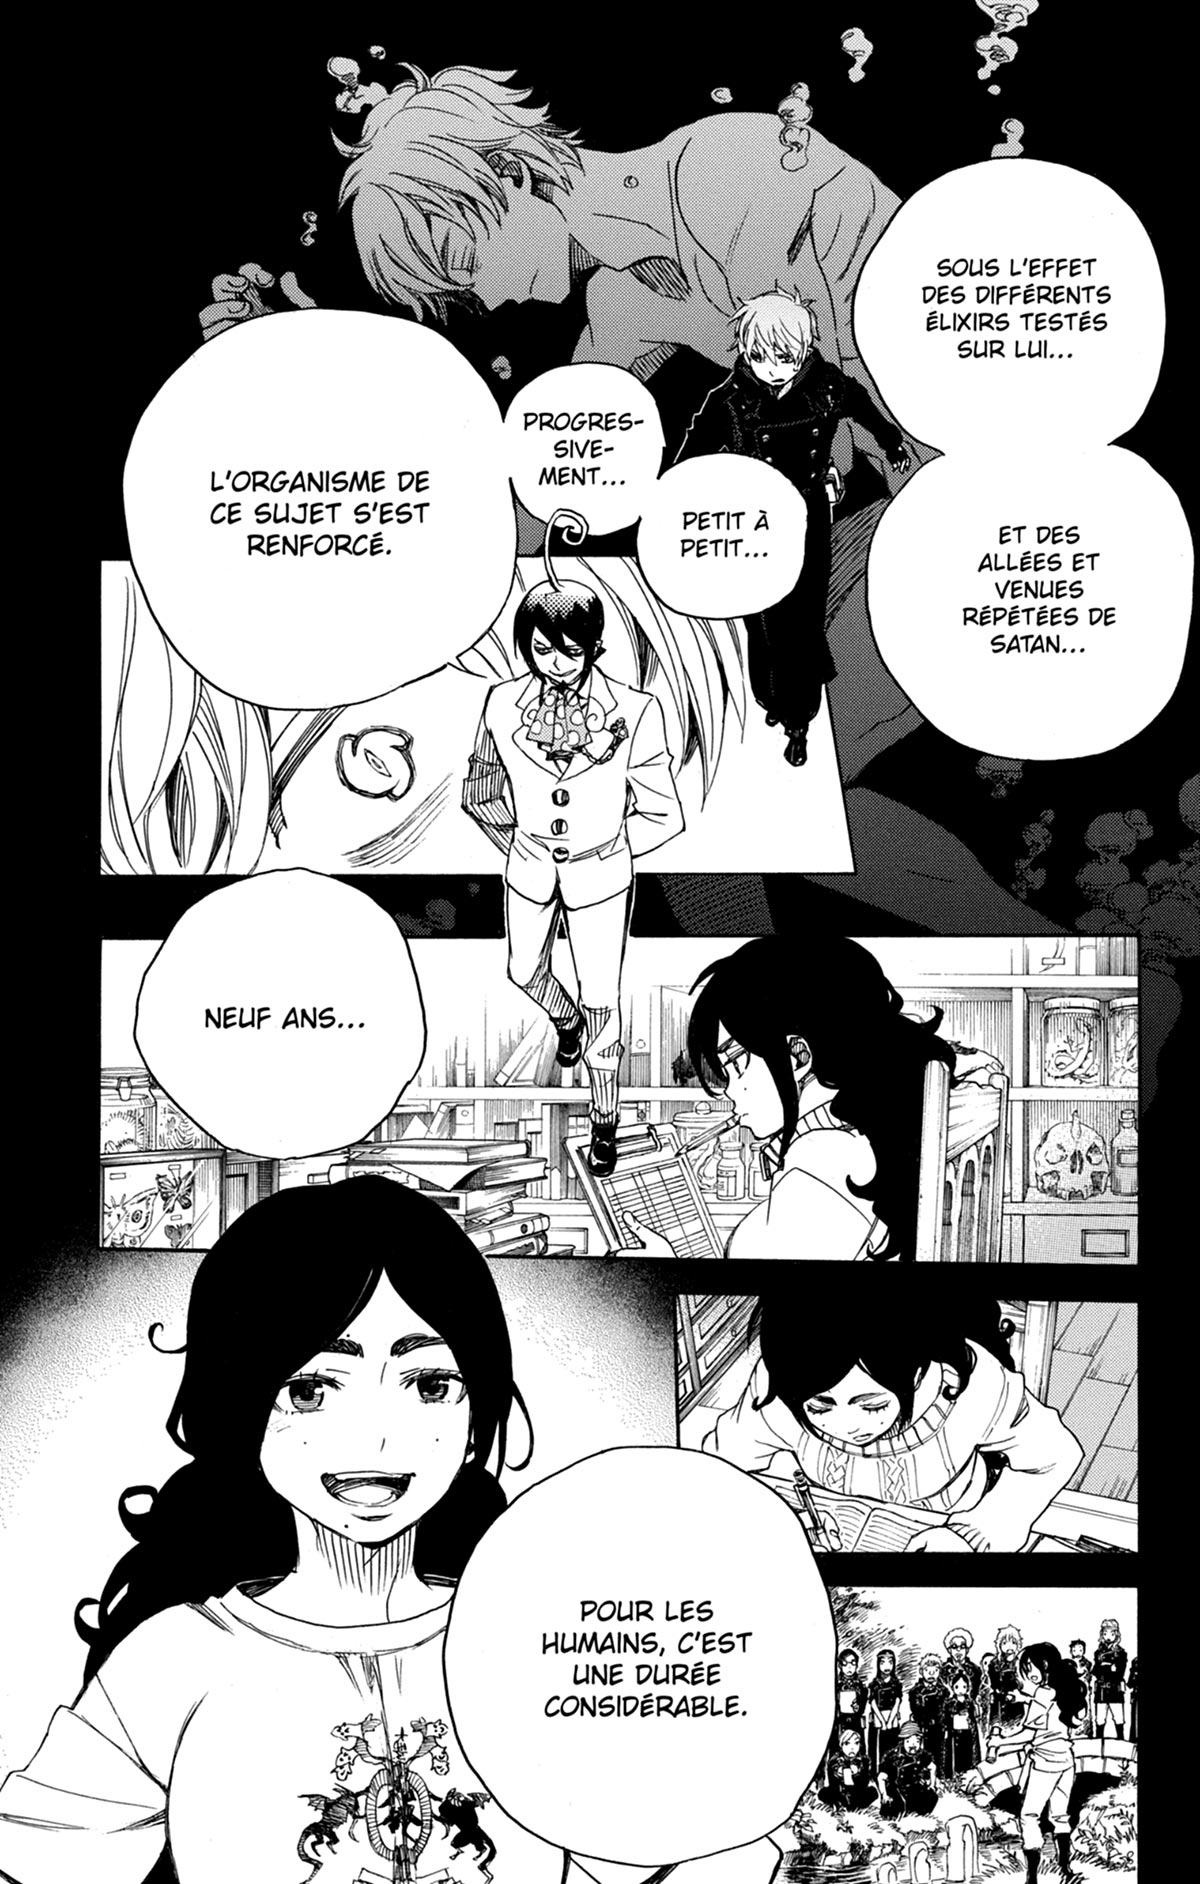 SOUS L'EFFET
DES DIFFÉRENTS
ÉLIXIRS TESTÉS
SUR LUI...
ET DES
ALLÉES ET
VENUES
RÉPÉTÉES DE
SATAN...
PETIT À
PETIT...
PROGRES-
SIVE-
MENT...
L'ORGANISME DE
CE SUJET S'EST
RENFORCÉ.
NEUF ANS...
POUR LES
HUMAINS, C'EST
UNE DURÉE
CONSIDÉRABLE.